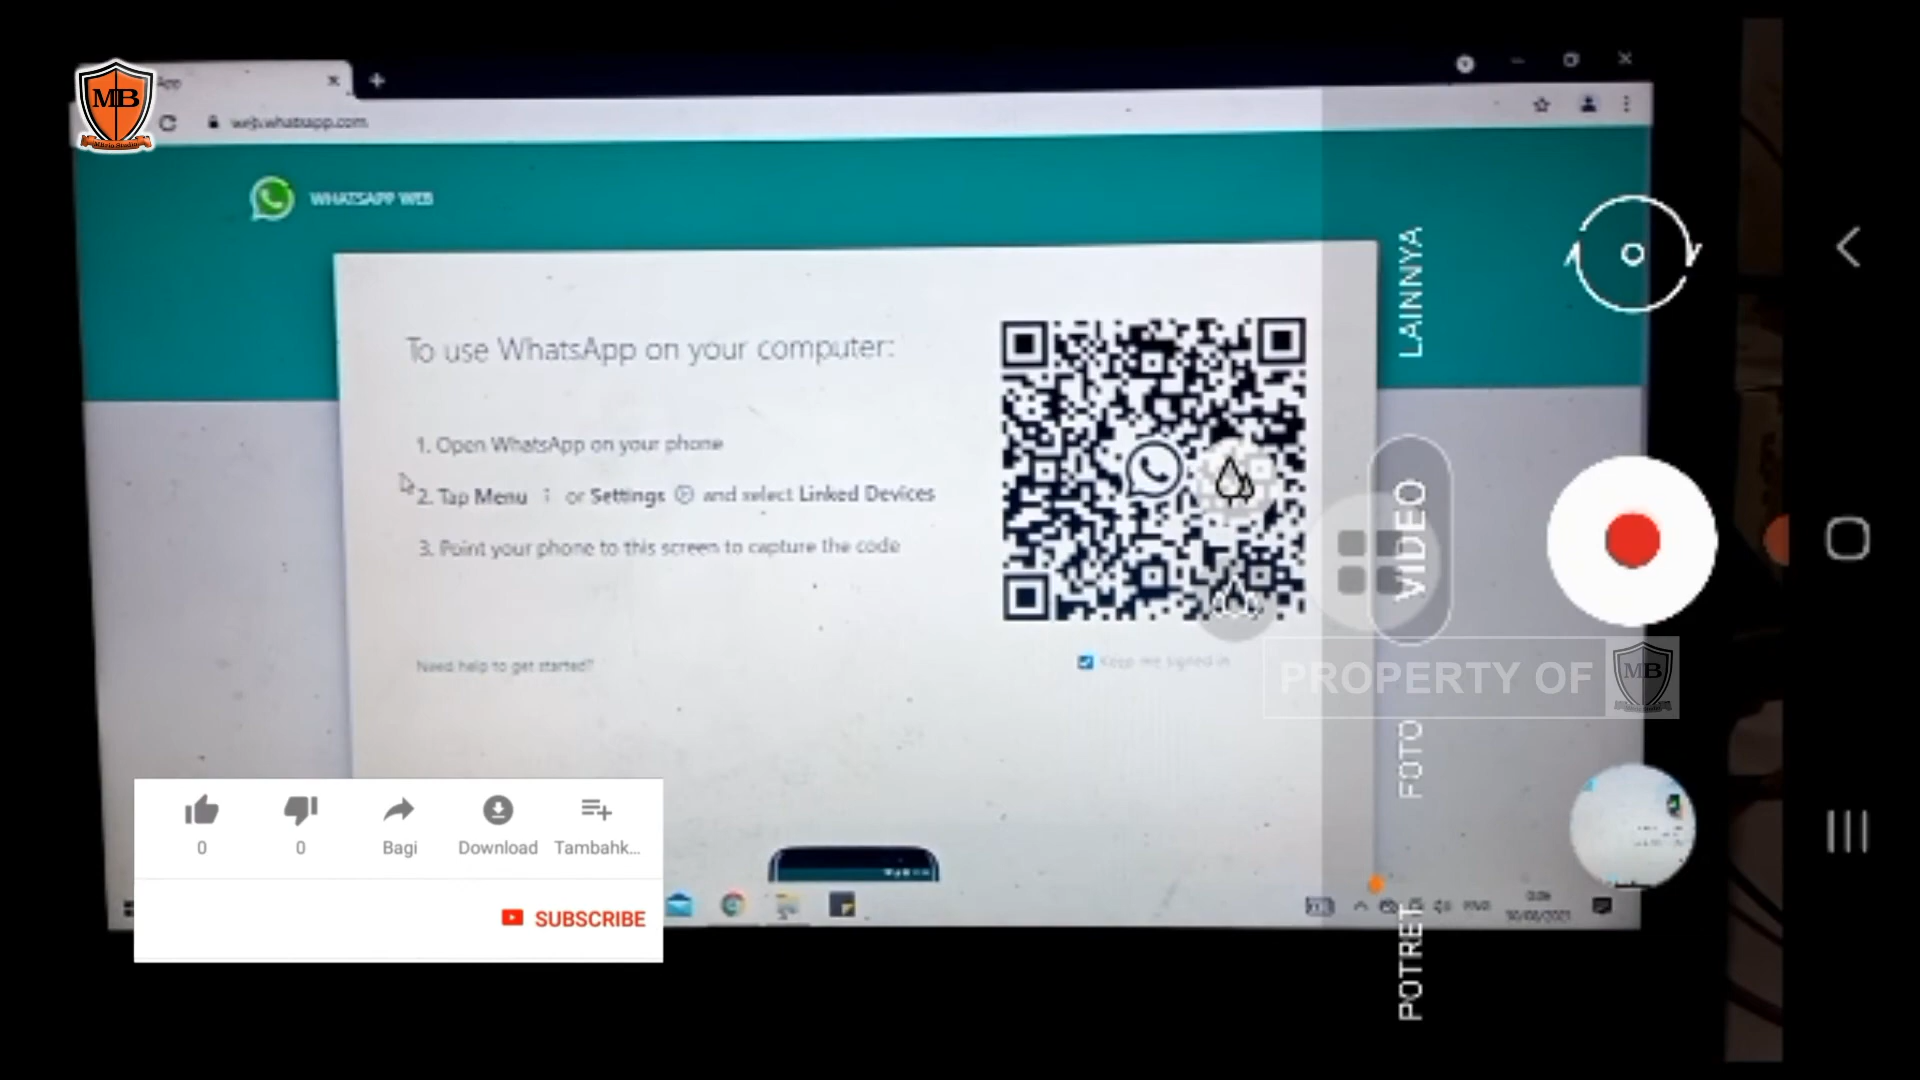 MB
MBrio Studio
App
web.whatsapp.com
WHATSAPP WEB
To use WhatsApp on your computer:
1. Open WhatsApp on your phone
2. Tap Menu or Settings and select Linked Devices
3. Point your phone to this screen to capture the code
Need help to get started?
Keep me signed in
LAINNYA
VIDEO
FOTO
POTRET
PROPERTY OF
MB
0
0
Bagi
Download
Tambahk...
SUBSCRIBE